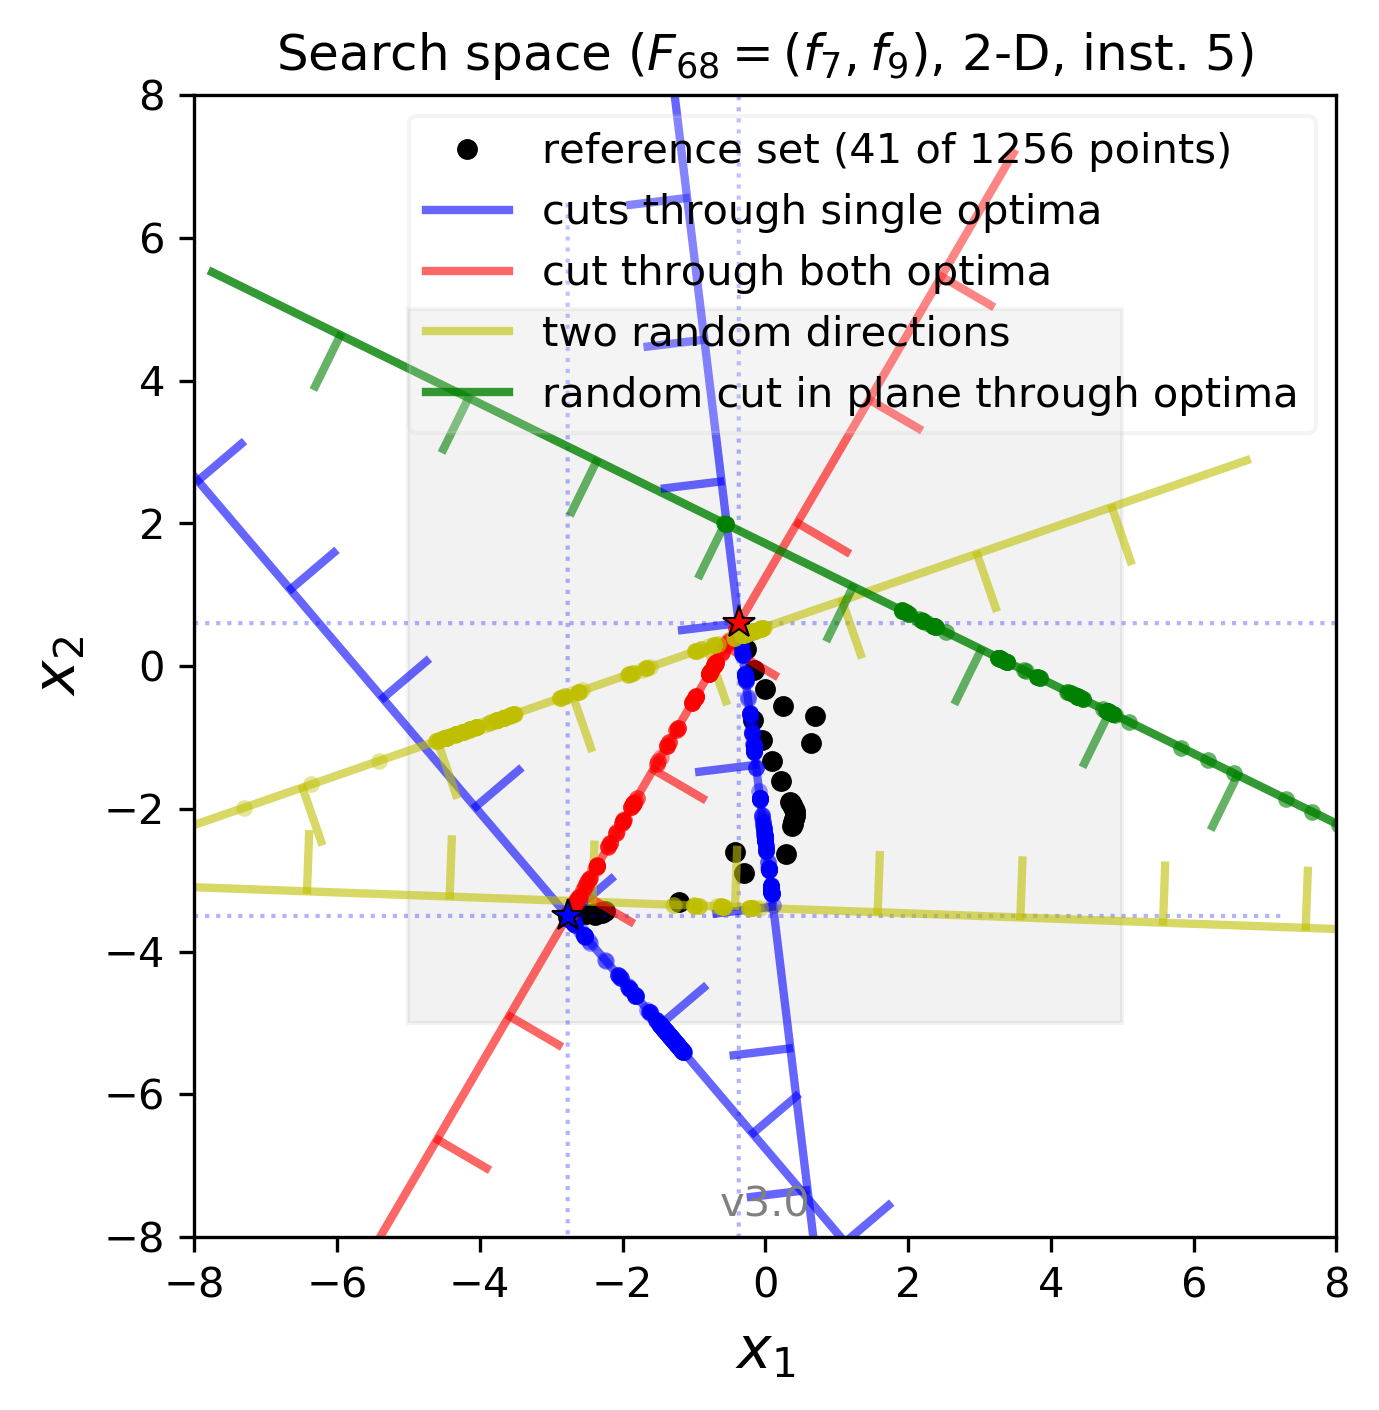 Search space (F68 = (f7, f9), 2-D, inst. 5)
reference set (41 of 1256 points)
cuts through single optima
cut through both optima
two random directions
random cut in plane through optima
8
6
4
2
0
−2
−4
−6
−8
x2
v3.0
−8 −6 −4 −2 0 2 4 6 8
x1